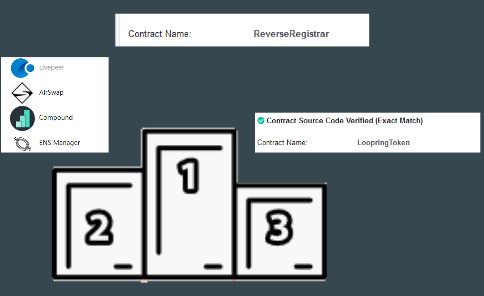 Contract Name: ReverseRegistrar
Livepeer
AirSwap
Compound
ENS Manager
Contract Source Code Verified (Exact Match)
Contract Name: LoopringToken
1
2
3